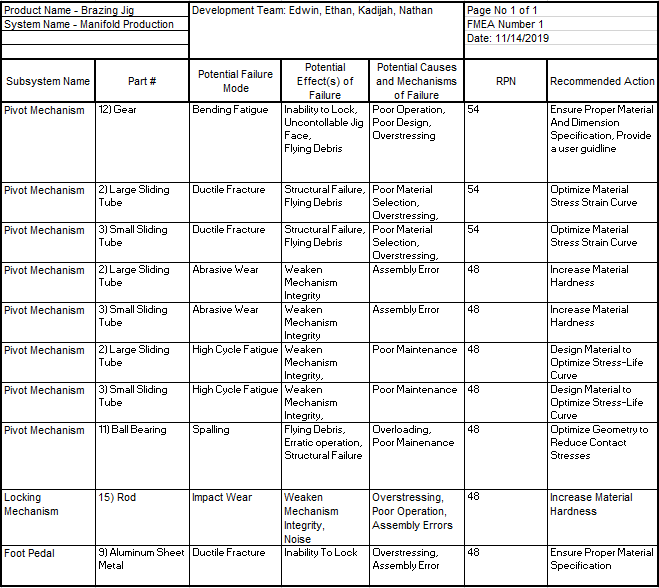 Product Name - Brazing Jig
Development Team: Edwin, Ethan, Kadijah, Nathan
Page No 1 of 1
System Name - Manifold Production
FMEA Number 1
Date: 11/14/2019
Subsystem Name
Part #
Potential Failure
Mode
Potential
Effect(s) of
Failure
Potential Causes
and Mechanisms
of Failure
RPN
Recommended Action
Pivot Mechanism
12) Gear
Bending Fatigue
Inability to Lock,
Uncontollable Jig
Face,
Flying Debris
Poor Operation,
Poor Design,
Overstressing
54
Ensure Proper Material
And Dimension
Specification, Provide
a user guidline
Pivot Mechanism
2) Large Sliding
Tube
Ductile Fracture
Structural Failure,
Flying Debris
Poor Material
Selection,
Overstressing,
54
Optimize Material
Stress Strain Curve
Pivot Mechanism
3) Small Sliding
Tube
Ductile Fracture
Structural Failure,
Flying Debris
Poor Material
Selection,
Overstressing,
54
Optimize Material
Stress Strain Curve
Pivot Mechanism
2) Large Sliding
Tube
Abrasive Wear
Weaken
Mechanism
Integrity
Assembly Error
48
Increase Material
Hardness
Pivot Mechanism
3) Small Sliding
Tube
Abrasive Wear
Weaken
Mechanism
Integrity
Assembly Error
48
Increase Material
Hardness
Pivot Mechanism
2) Large Sliding
Tube
High Cycle Fatigue
Weaken
Mechanism
Integrity,
Poor Maintenance
48
Design Material to
Optimize Stress-Life
Curve
Pivot Mechanism
3) Small Sliding
Tube
High Cycle Fatigue
Weaken
Mechanism
Integrity,
Poor Maintenance
48
Design Material to
Optimize Stress-Life
Curve
Pivot Mechanism
11) Ball Bearing
Spalling
Flying Debris,
Erratic operation,
Structural Failure
Overloading,
Poor Mainenance
48
Optimize Geometry to
Reduce Contact
Stresses
Locking
Mechanism
15) Rod
Impact Wear
Weaken
Mechanism
Integrity,
Noise
Overstressing,
Poor Operation,
Assembly Errors
48
Increase Material
Hardness
Foot Pedal
9) Aluminum Sheet
Metal
Ductile Fracture
Inability To Lock
Overstressing,
Assembly Error
48
Ensure Proper Material
Specification